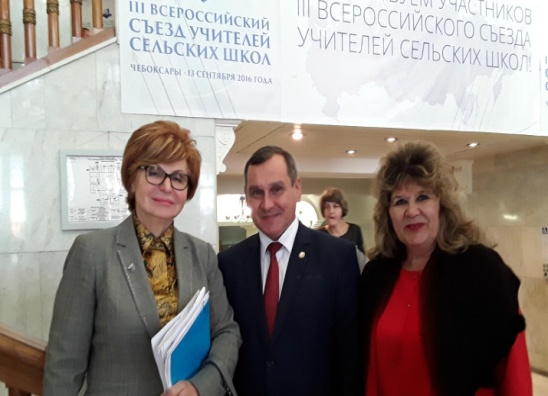 III ВСЕРОССИЙСКИЙ
СЪЕЗД УЧИТЕЛЕЙ
СЕЛЬСКИХ ШКОЛ
ЧЕБОКСАРЫ · 13 СЕНТЯБРЯ 2016 ГОДА
УЧАСТНИКОВ
III ВСЕРОССИЙСКОГО СЪЕЗДА
УЧИТЕЛЕЙ СЕЛЬСКИХ ШКОЛ!